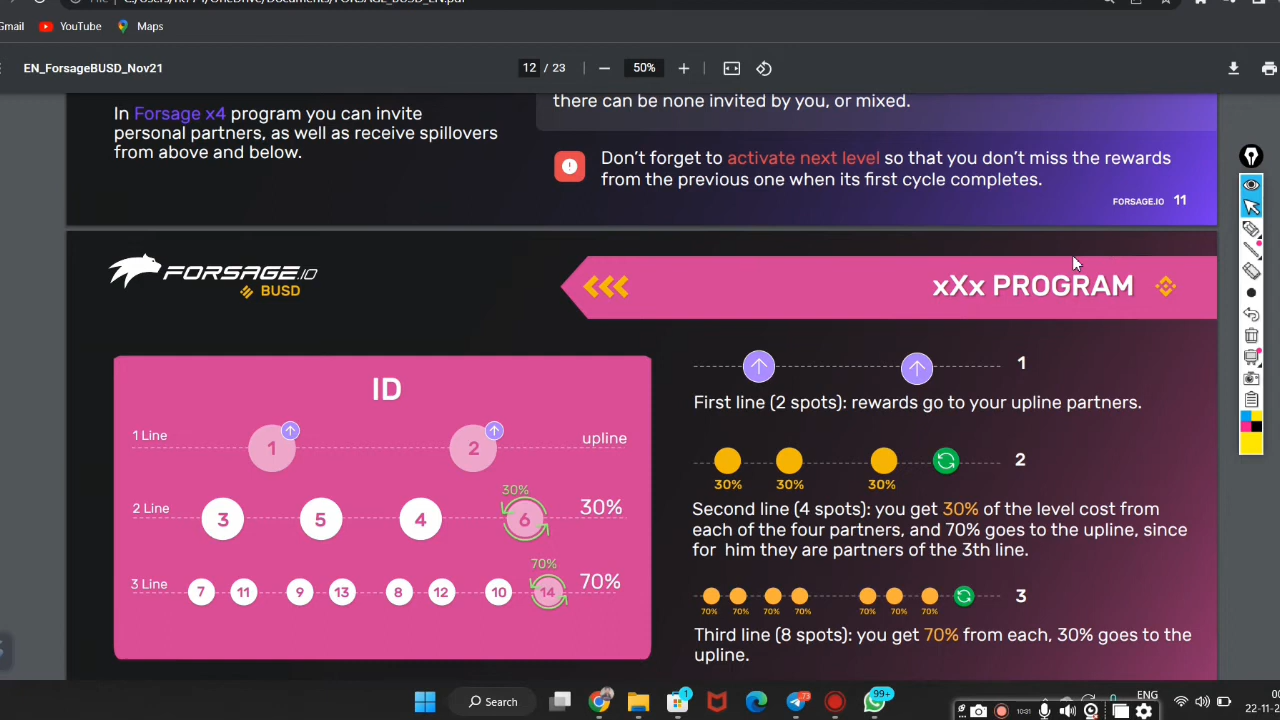 Gmail
YouTube
Maps
EN_ForsageBUSD_Nov21
12 / 23
50%
In Forsage x4 program you can invite
personal partners, as well as receive spillovers
from above and below.
there can be none invited by you, or mixed.
Don't forget to activate next level so that you don't miss the rewards
from the previous one when its first cycle completes.
FORSAGE.IO 11
FORSAGE.IO
BUSD
xXx PROGRAM
ID
1 Line
1
2
upline
2 Line
3
5
4
30%
6
30%
3 Line
7
11
9
13
8
12
10
70%
14
70%
1
First line (2 spots): rewards go to your upline partners.
2
30% 30% 30%
Second line (4 spots): you get 30% of the level cost from
each of the four partners, and 70% goes to the upline, since
for him they are partners of the 3th line.
3
70% 70% 70% 70% 70% 70% 70%
Third line (8 spots): you get 70% from each, 30% goes to the
upline.
Search
1
73
99+
10:31
ENG
22-11-2